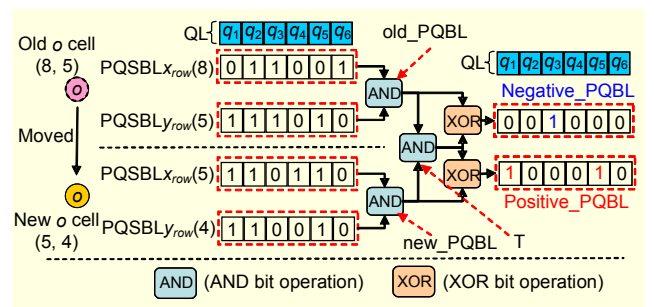 QL{ q1 q2 q3 q4 q5 q6
old_PQBL
Old o cell
(8, 5)
o
PQSBLxrow(8) 0 1 1 0 0 1
AND
QL{ q1 q2 q3 q4 q5 q6
Negative_PQBL
PQSBLyrow(5) 1 1 1 0 1 0
XOR
0 0 1 0 0 0
Moved
AND
PQSBLxrow(5) 1 1 0 1 1 0
XOR
1 0 0 0 1 0
o
AND
Positive_PQBL
New o cell
(5, 4)
PQSBLyrow(4) 1 1 0 0 1 0
new_PQBL
T
AND (AND bit operation)
XOR (XOR bit operation)